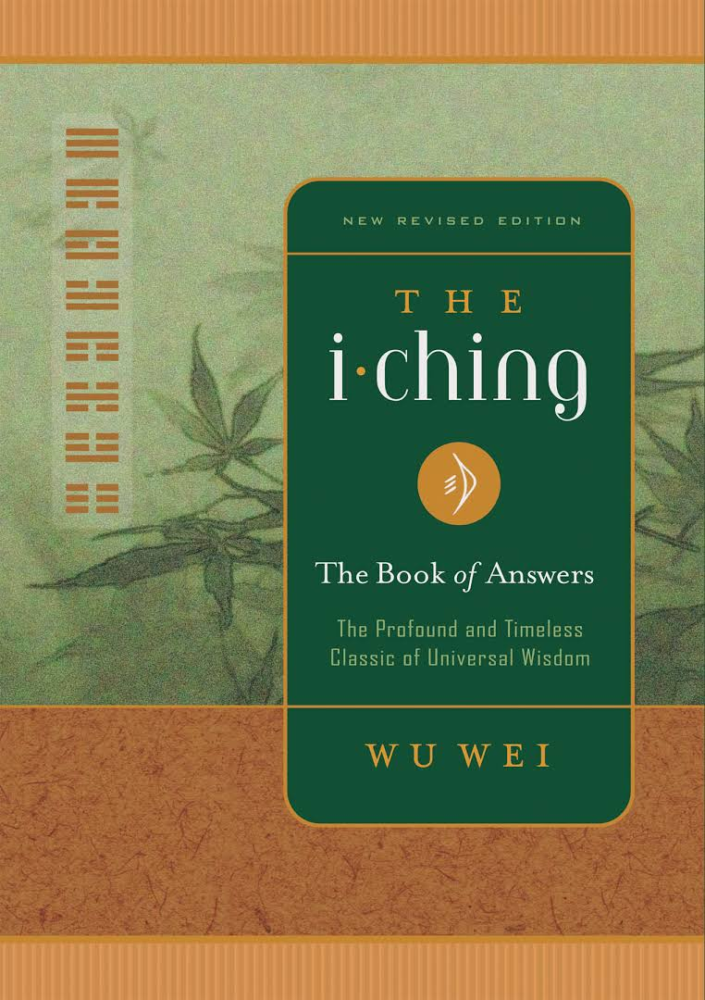 NEW REVISED EDITION
THE
i·ching
The Book of Answers
The Profound and Timeless
Classic of Universal Wisdom
WU WEI